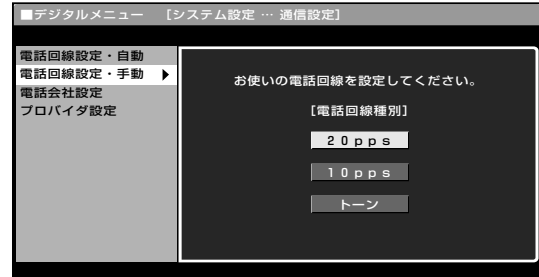 ■デジタルメニュー [システム設定 … 通信設定]
電話回線設定・自動
電話回線設定・手動 ▶
電話会社設定
プロバイダ設定
お使いの電話回線を設定してください。
[電話回線種別]
２０ｐｐｓ
１０ｐｐｓ
トーン